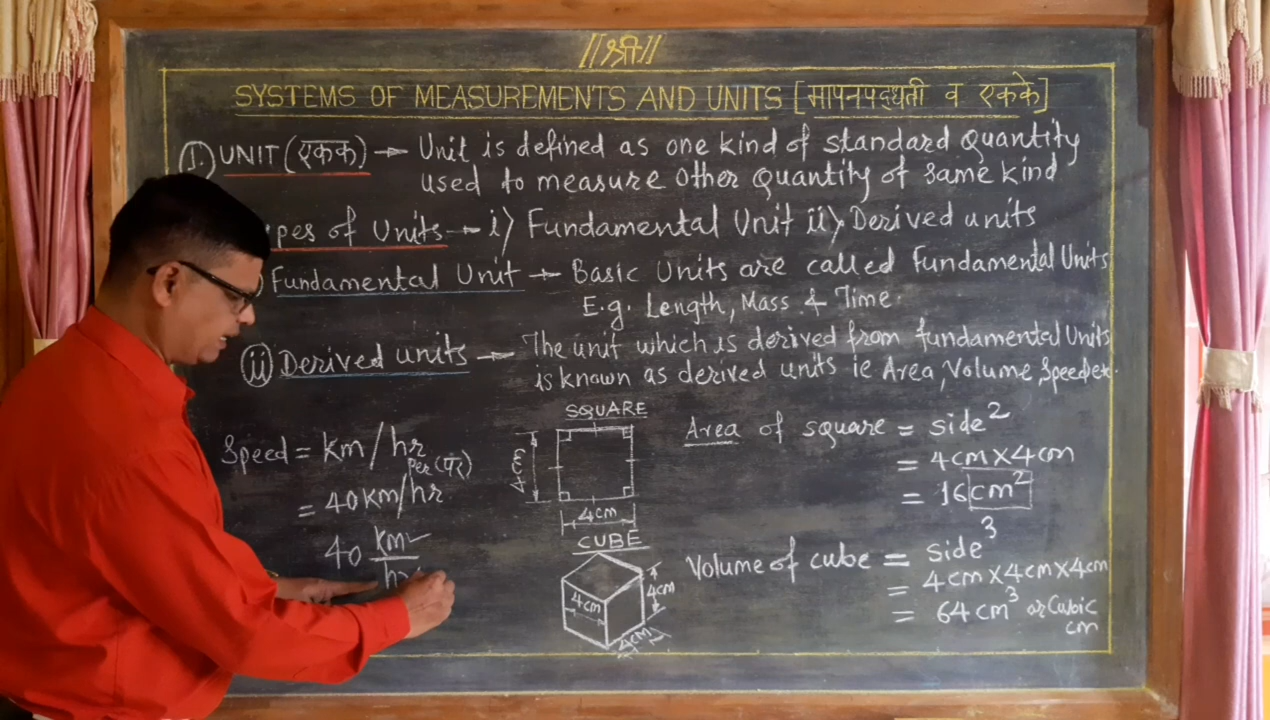 ||श्री||
SYSTEMS OF MEASUREMENTS AND UNITS [मापनपद्धती व एकके]
1. UNIT (एकक) → Unit is defined as one kind of standard quantity
used to measure other quantity of same kind
pes of Units → i) Fundamental Unit ii) Derived units
Fundamental Unit → Basic Units are called Fundamental Units
E.g. Length, Mass & Time.
(ii) Derived units → The unit which is derived from fundamental Units
is known as derived units ie Area, Volume, Speed
Speed = km/hr
Per (पर)
= 40 km/hr
40 km
hr
SQUARE
4cm
4cm
CUBE
4cm
4cm
4cm
Area of square = side²
= 4cm x 4cm
= 16 cm²
Volume of cube = side³
= 4cm x 4cm x 4cm
= 64 cm³ or Cubic
cm